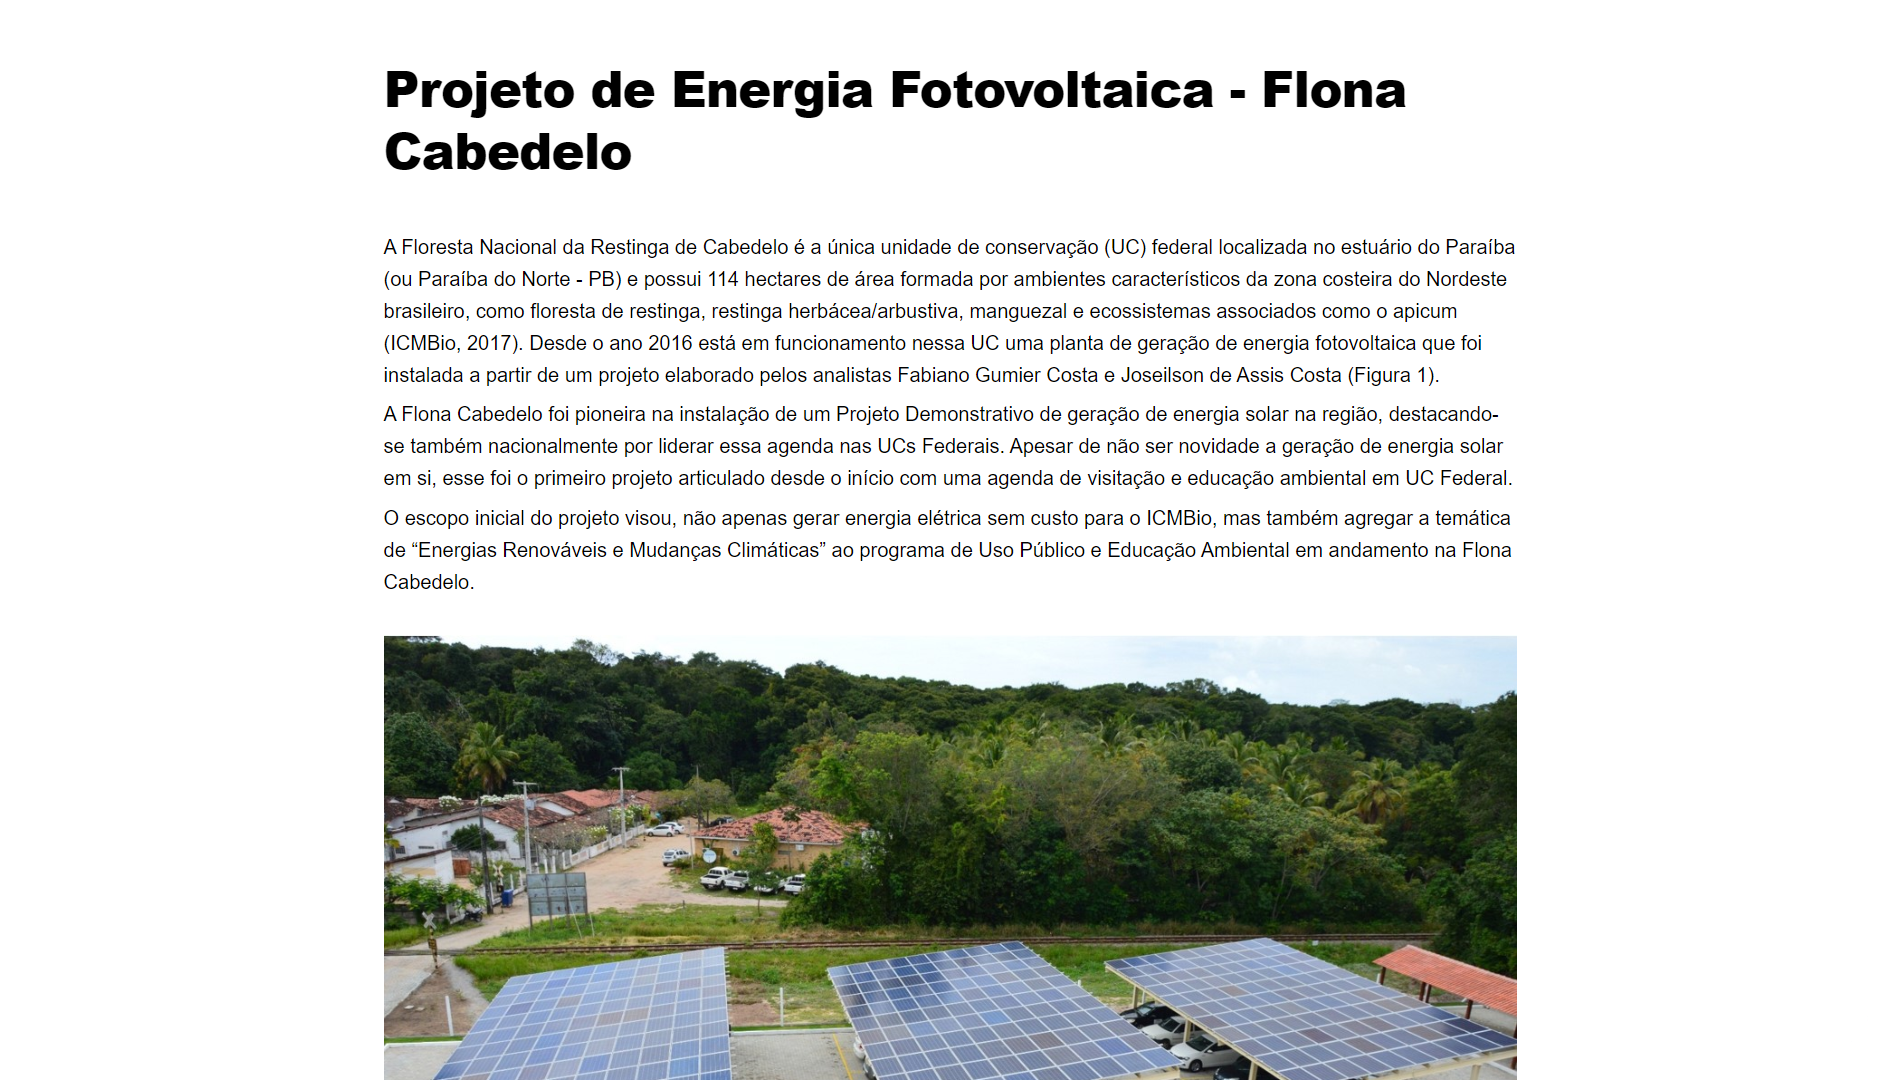 Projeto de Energia Fotovoltaica - Flona
Cabedelo
A Floresta Nacional da Restinga de Cabedelo é a única unidade de conservação (UC) federal localizada no estuário do Paraíba
(ou Paraíba do Norte - PB) e possui 114 hectares de área formada por ambientes característicos da zona costeira do Nordeste
brasileiro, como floresta de restinga, restinga herbácea/arbustiva, manguezal e ecossistemas associados como o apicum
(ICMBio, 2017). Desde o ano 2016 está em funcionamento nessa UC uma planta de geração de energia fotovoltaica que foi
instalada a partir de um projeto elaborado pelos analistas Fabiano Gumier Costa e Joseilson de Assis Costa (Figura 1).
A Flona Cabedelo foi pioneira na instalação de um Projeto Demonstrativo de geração de energia solar na região, destacando-
se também nacionalmente por liderar essa agenda nas UCs Federais. Apesar de não ser novidade a geração de energia solar
em si, esse foi o primeiro projeto articulado desde o início com uma agenda de visitação e educação ambiental em UC Federal.
O escopo inicial do projeto visou, não apenas gerar energia elétrica sem custo para o ICMBio, mas também agregar a temática
de “Energias Renováveis e Mudanças Climáticas” ao programa de Uso Público e Educação Ambiental em andamento na Flona
Cabedelo.